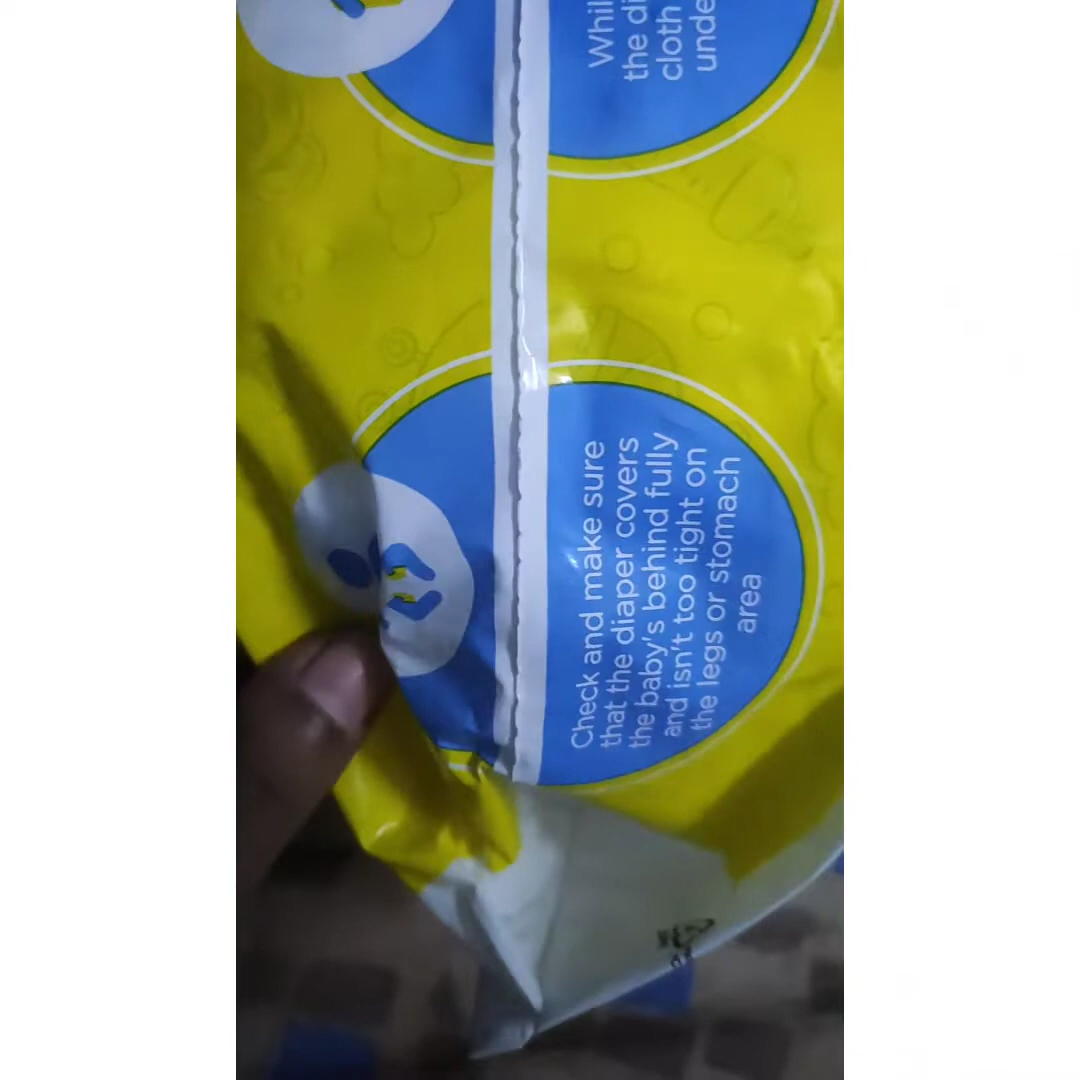 Check and make sure
that the diaper covers
the baby's behind fully
and isn't too tight on
the legs or stomach
area
Whil
the di
cloth
unde